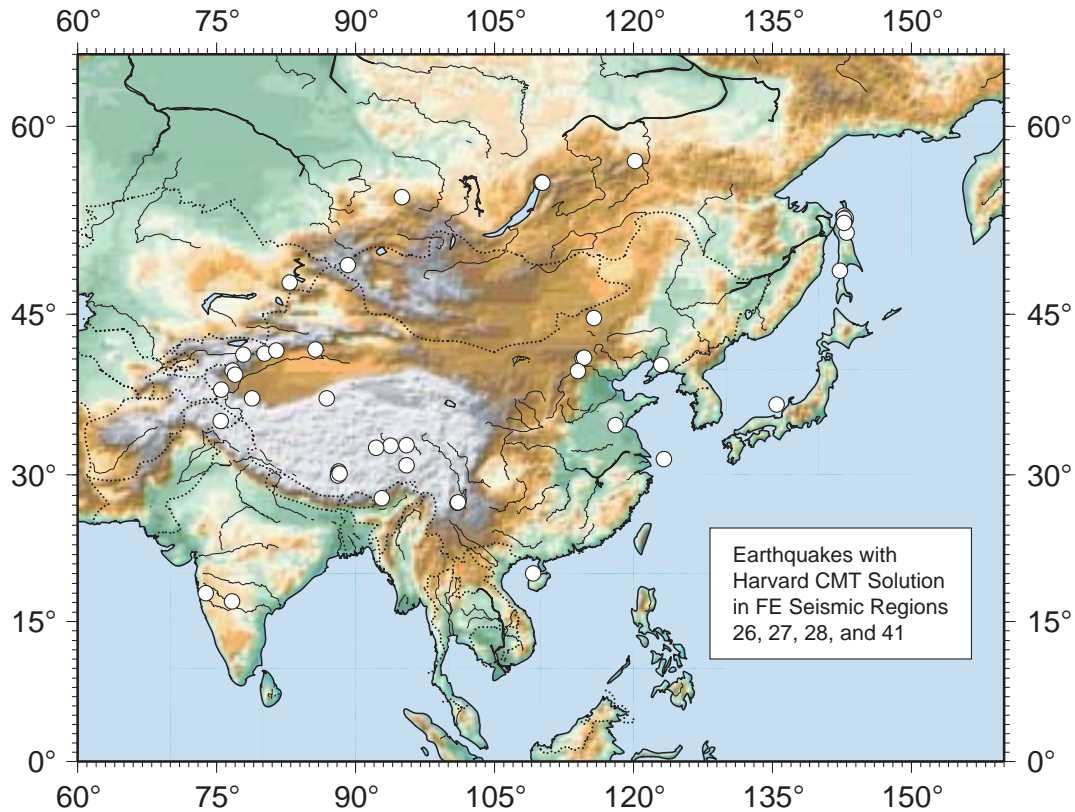 60° 75° 90° 105° 120° 135° 150°
60° 60°
45° 45°
30° 30°
Earthquakes with
Harvard CMT Solution
in FE Seismic Regions
26, 27, 28, and 41
15° 15°
0° 0°
60° 75° 90° 105° 120° 135° 150°